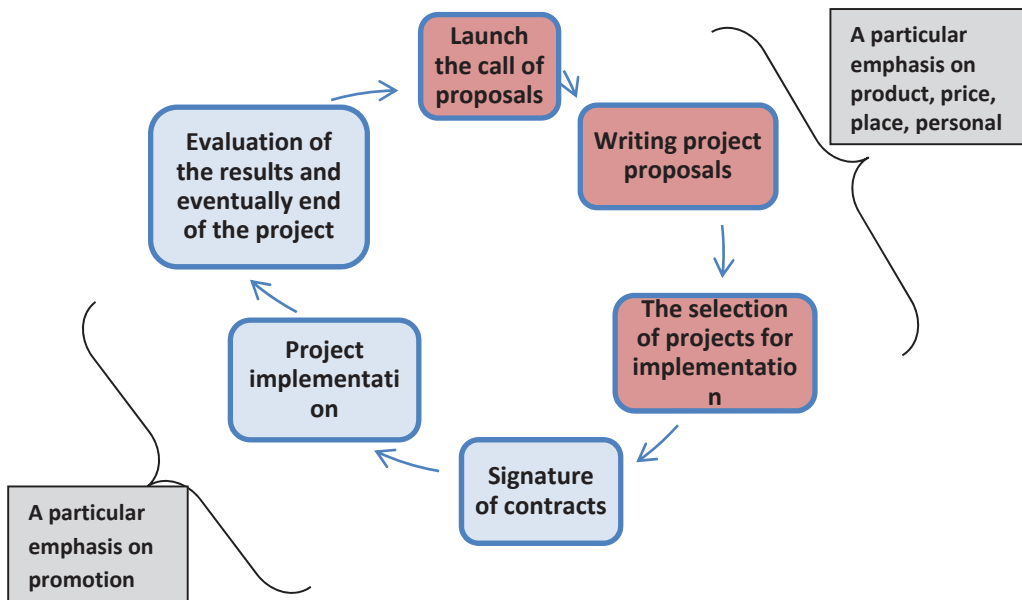 Launch
the call of
proposals
A particular
emphasis on
product, price,
place, personal
Writing project
proposals
The selection
of projects for
implementatio
n
Signature
of contracts
Project
implementati
on
Evaluation of
the results and
eventually end
of the project
A particular
emphasis on
promotion